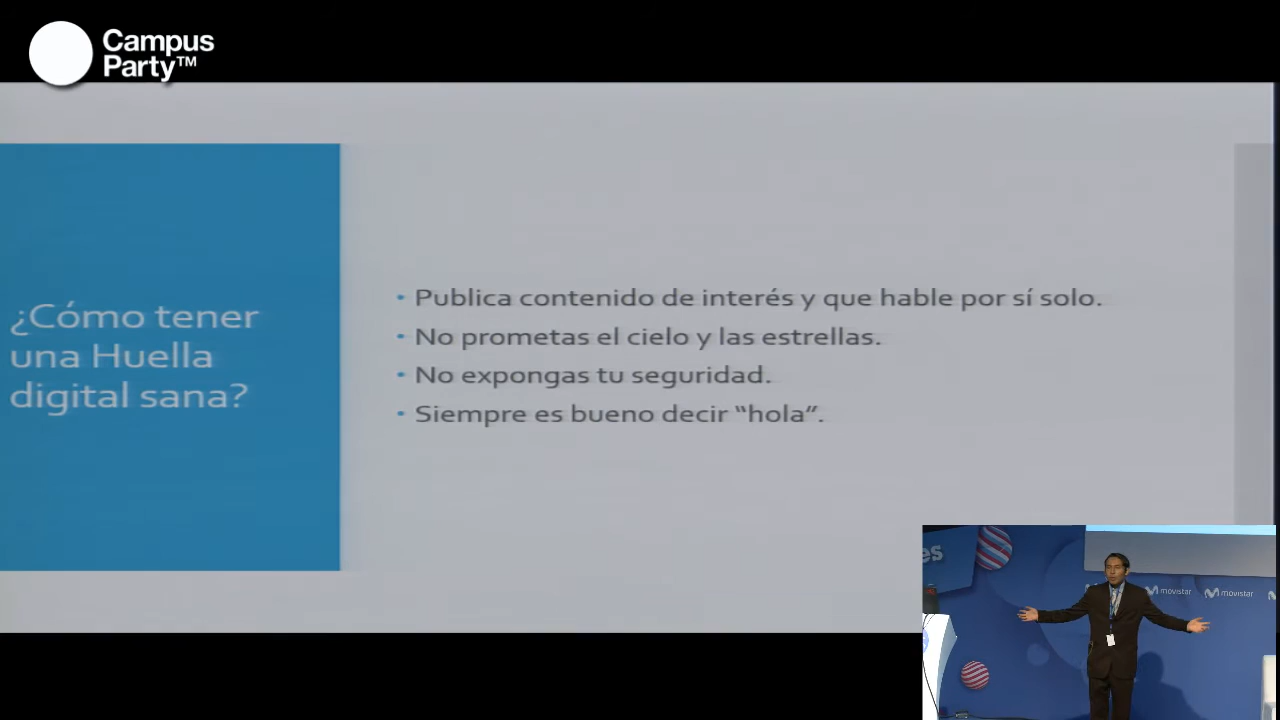 Campus
Party™
¿Cómo tener
una Huella
digital sana?
• Publica contenido de interés y que hable por sí solo.
• No prometas el cielo y las estrellas.
• No expongas tu seguridad.
• Siempre es bueno decir “hola”.
es
movistar
movistar